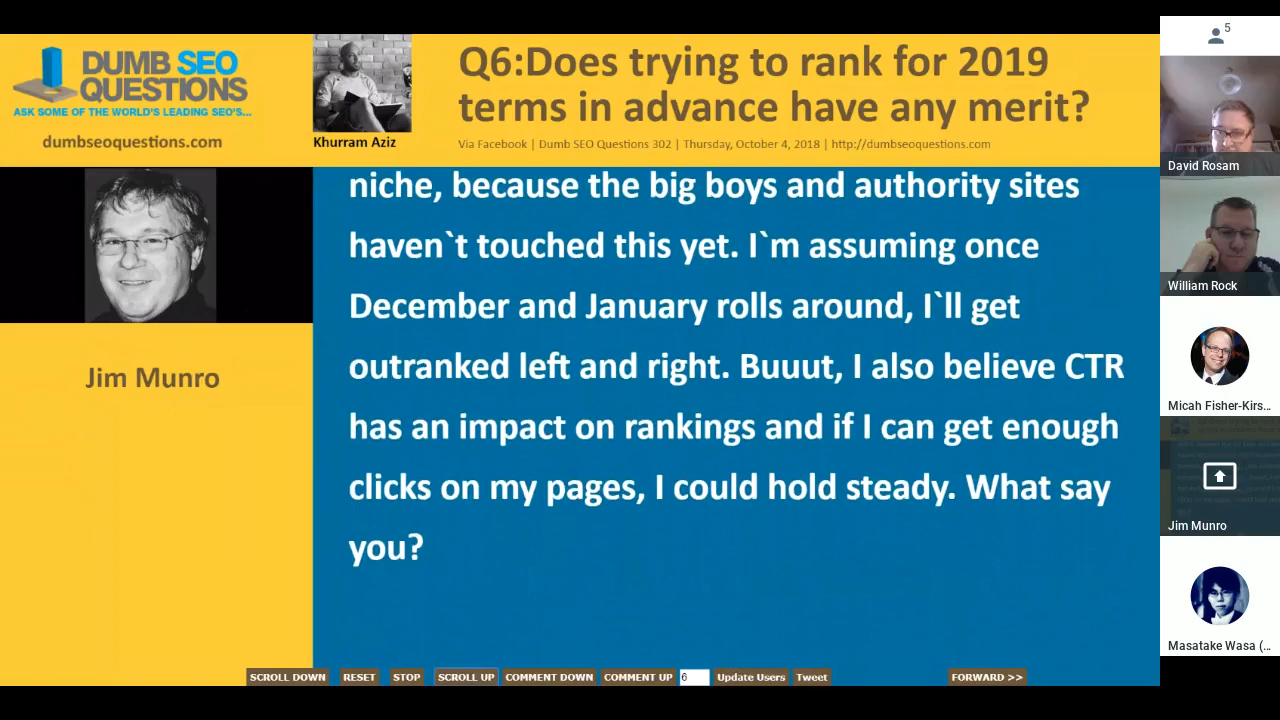 DUMB SEO
QUESTIONS
ASK SOME OF THE WORLD'S LEADING SEO'S...
dumbseoquestions.com
Khurram Aziz
Q6:Does trying to rank for 2019
terms in advance have any merit?
Via Facebook | Dumb SEO Questions 302 | Thursday, October 4, 2018 | http://dumbseoquestions.com
Jim Munro
niche, because the big boys and authority sites
haven`t touched this yet. I`m assuming once
December and January rolls around, I`ll get
outranked left and right. Buuut, I also believe CTR
has an impact on rankings and if I can get enough
clicks on my pages, I could hold steady. What say
you?
SCROLL DOWN
RESET
STOP
SCROLL UP
COMMENT DOWN
COMMENT UP
6
Update Users
Tweet
FORWARD >>
5
David Rosam
William Rock
Micah Fisher-Kirs...
Jim Munro
Masatake Wasa (...